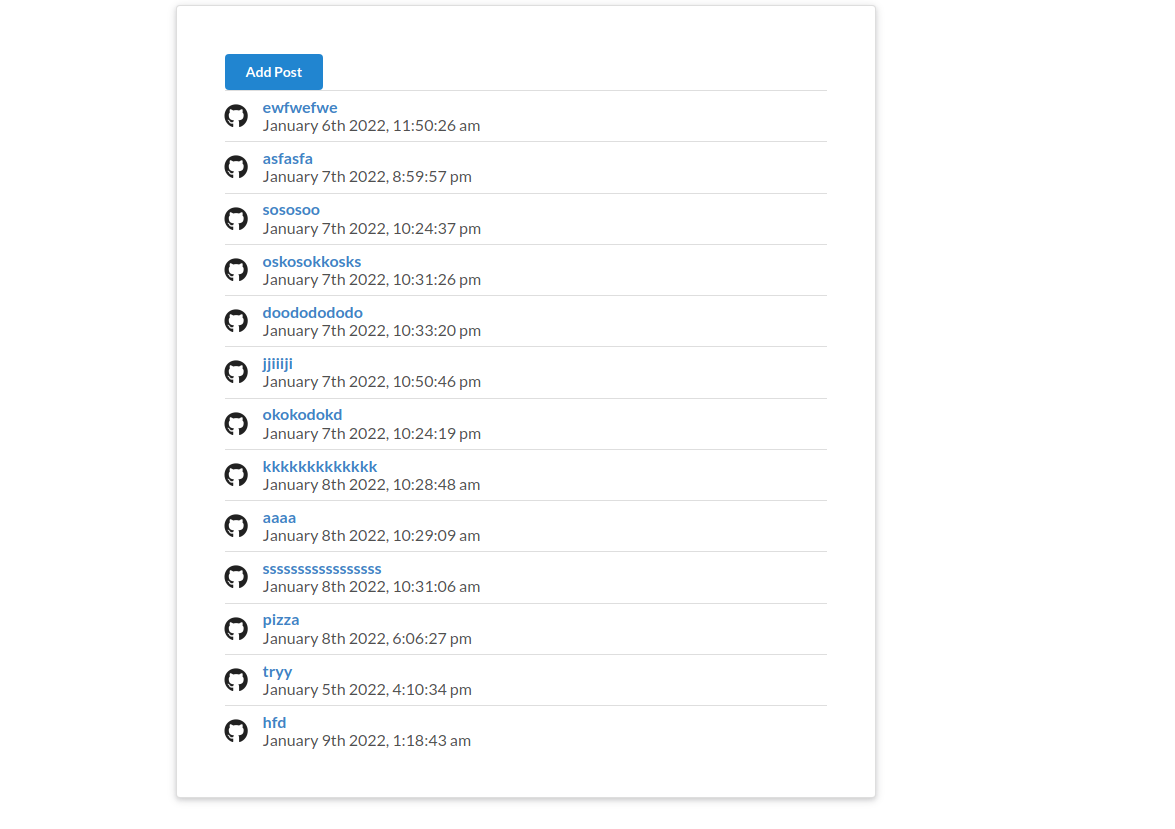 Add Post
ewfwefwe
January 6th 2022, 11:50:26 am
asfasfa
January 7th 2022, 8:59:57 pm
sososoo
January 7th 2022, 10:24:37 pm
oskosokkosks
January 7th 2022, 10:31:26 pm
doododododo
January 7th 2022, 10:33:20 pm
jjiiiji
January 7th 2022, 10:50:46 pm
okokodokd
January 7th 2022, 10:24:19 pm
kkkkkkkkkkkkk
January 8th 2022, 10:28:48 am
aaaa
January 8th 2022, 10:29:09 am
sssssssssssssssss
January 8th 2022, 10:31:06 am
pizza
January 8th 2022, 6:06:27 pm
tryy
January 5th 2022, 4:10:34 pm
hfd
January 9th 2022, 1:18:43 am